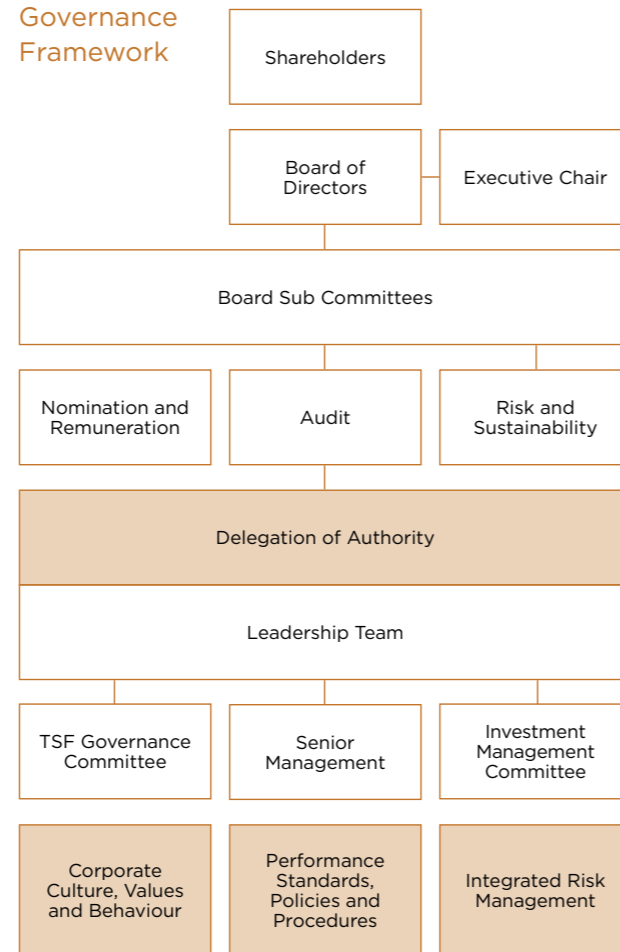 Governance
Framework
Shareholders
Board of
Directors
Executive Chair
Board Sub Committees
Nomination and
Remuneration
Audit
Risk and
Sustainability
Delegation of Authority
Leadership Team
TSF Governance
Committee
Senior
Management
Investment
Management
Committee
Corporate
Culture, Values
and Behaviour
Performance
Standards,
Policies and
Procedures
Integrated Risk
Management